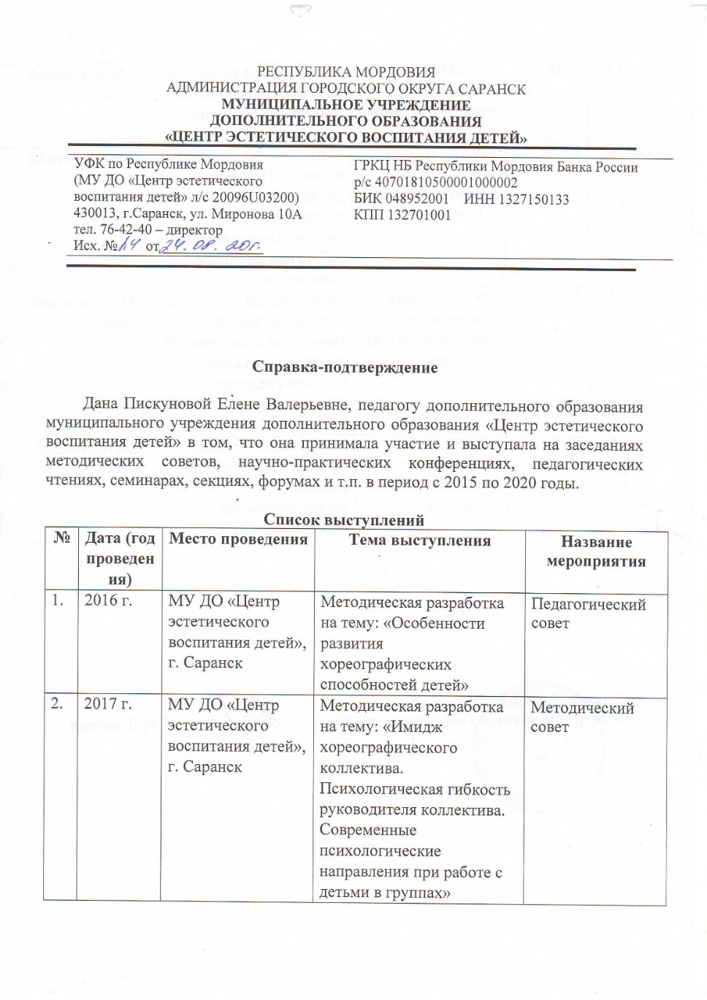 РЕСПУБЛИКА МОРДОВИЯ
АДМИНИСТРАЦИЯ ГОРОДСКОГО ОКРУГА САРАНСК
МУНИЦИПАЛЬНОЕ УЧРЕЖДЕНИЕ
ДОПОЛНИТЕЛЬНОГО ОБРАЗОВАНИЯ
«ЦЕНТР ЭСТЕТИЧЕСКОГО ВОСПИТАНИЯ ДЕТЕЙ»
УФК по Республике Мордовия
(МУ ДО «Центр эстетического
воспитания детей» л/с 20096U03200)
430013, г.Саранск, ул. Миронова 10А
тел. 76-42-40 – директор
Исх. № от 24.08.20г.
ГРКЦ НБ Республики Мордовия Банка России
р/с 40701810500001000002
БИК 048952001 ИНН 1327150133
КПП 132701001
Справка-подтверждение
Дана Пискуновой Елене Валерьевне, педагогу дополнительного образования
муниципального учреждения дополнительного образования «Центр эстетического
воспитания детей» в том, что она принимала участие и выступала на заседаниях
методических советов, научно-практических конференциях, педагогических
чтениях, семинарах, секциях, форумах и т.п. в период с 2015 по 2020 годы.
Список выступлений
№
Дата (год
проведен
ия)
Место проведения
Тема выступления
Название
мероприятия
1.
2016 г.
МУ ДО «Центр
эстетического
воспитания детей»,
г. Саранск
Методическая разработка
на тему: «Особенности
развития
хореографических
способностей детей»
Педагогический
совет
2.
2017 г.
МУ ДО «Центр
эстетического
воспитания детей»,
г. Саранск
Методическая разработка
на тему: «Имидж
хореографического
коллектива.
Психологическая гибкость
руководителя коллектива.
Современные
психологические
направления при работе с
детьми в группах»
Методический
совет